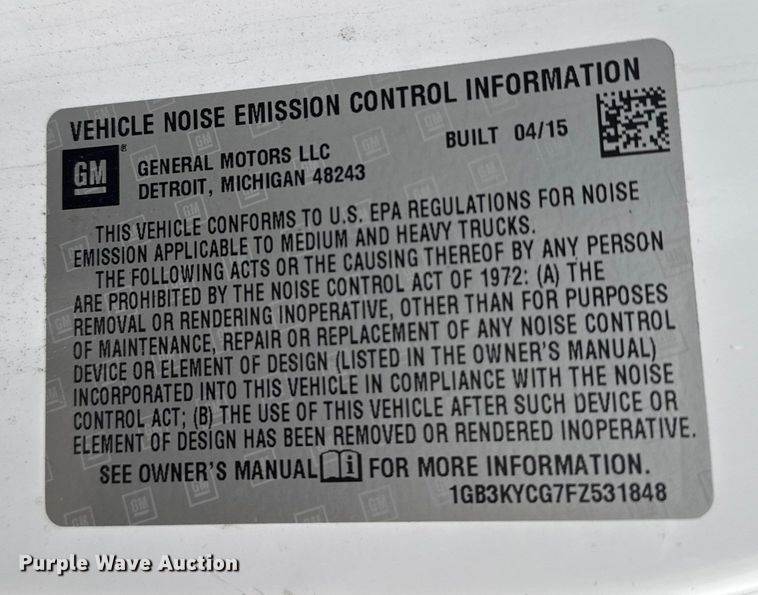 VEHICLE NOISE EMISSION CONTROL INFORMATION
GM
®
GENERAL MOTORS LLC
DETROIT, MICHIGAN 48243
BUILT 04/15
THIS VEHICLE CONFORMS TO U.S. EPA REGULATIONS FOR NOISE
EMISSION APPLICABLE TO MEDIUM AND HEAVY TRUCKS.
THE FOLLOWING ACTS OR THE CAUSING THEREOF BY ANY PERSON
ARE PROHIBITED BY THE NOISE CONTROL ACT OF 1972: (A) THE
REMOVAL OR RENDERING INOPERATIVE, OTHER THAN FOR PURPOSES
OF MAINTENANCE, REPAIR OR REPLACEMENT OF ANY NOISE CONTROL
DEVICE OR ELEMENT OF DESIGN (LISTED IN THE OWNER'S MANUAL)
INCORPORATED INTO THIS VEHICLE IN COMPLIANCE WITH THE NOISE
CONTROL ACT; (B) THE USE OF THIS VEHICLE AFTER SUCH DEVICE OR
ELEMENT OF DESIGN HAS BEEN REMOVED OR RENDERED INOPERATIVE.
SEE OWNER'S MANUAL i FOR MORE INFORMATION.
1GB3KYCG7FZ531848
Purple Wave Auction